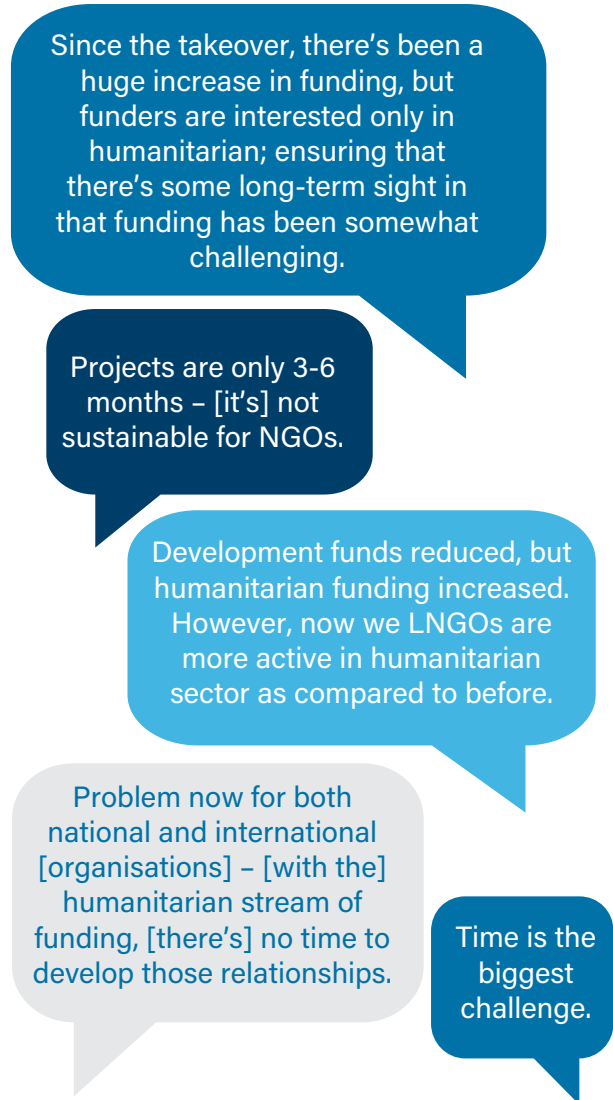 Since the takeover, there’s been a
huge increase in funding, but
funders are interested only in
humanitarian; ensuring that
there’s some long-term sight in
that funding has been somewhat
challenging.
Projects are only 3-6
months – [it’s] not
sustainable for NGOs.
Development funds reduced, but
humanitarian funding increased.
However, now we LNGOs are
more active in humanitarian
sector as compared to before.
Problem now for both
national and international
[organisations] – [with the]
humanitarian stream of
funding, [there’s] no time to
develop those relationships.
Time is the
biggest
challenge.